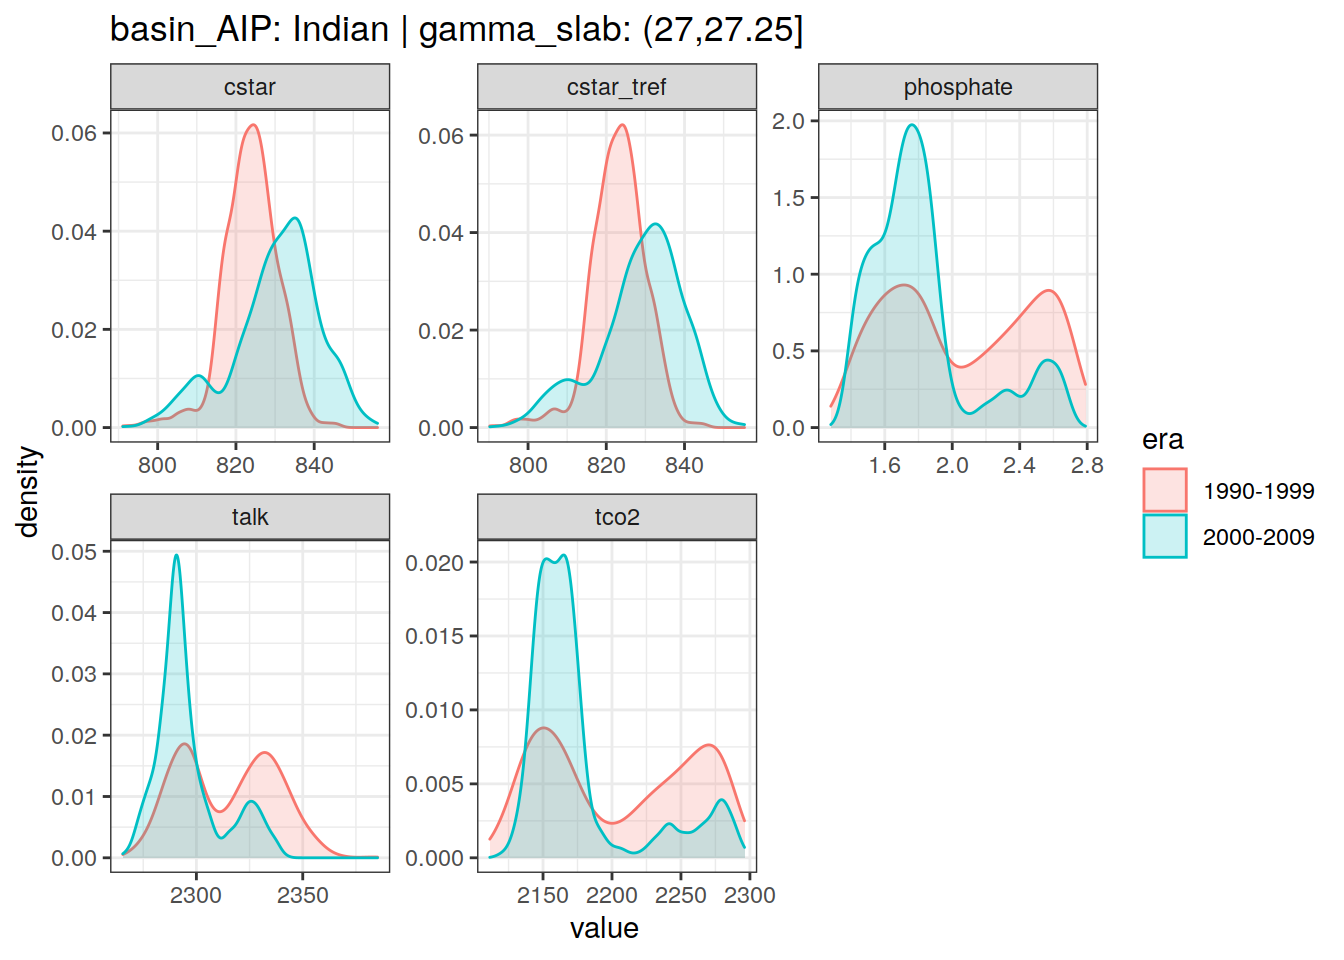 basin_AIP: Indian | gamma_slab: (27,27.25]
cstar
cstar_tref
phosphate
0.06
0.04
0.02
0.00
800 820 840
0.06
0.04
0.02
0.00
800 820 840
2.0
1.5
1.0
0.5
0.0
1.6 2.0 2.4 2.8
talk
tco2
0.05
0.04
0.03
0.02
0.01
0.00
2300 2350
0.020
0.015
0.010
0.005
0.000
2150 2200 2250 2300
density
value
era
1990-1999
2000-2009